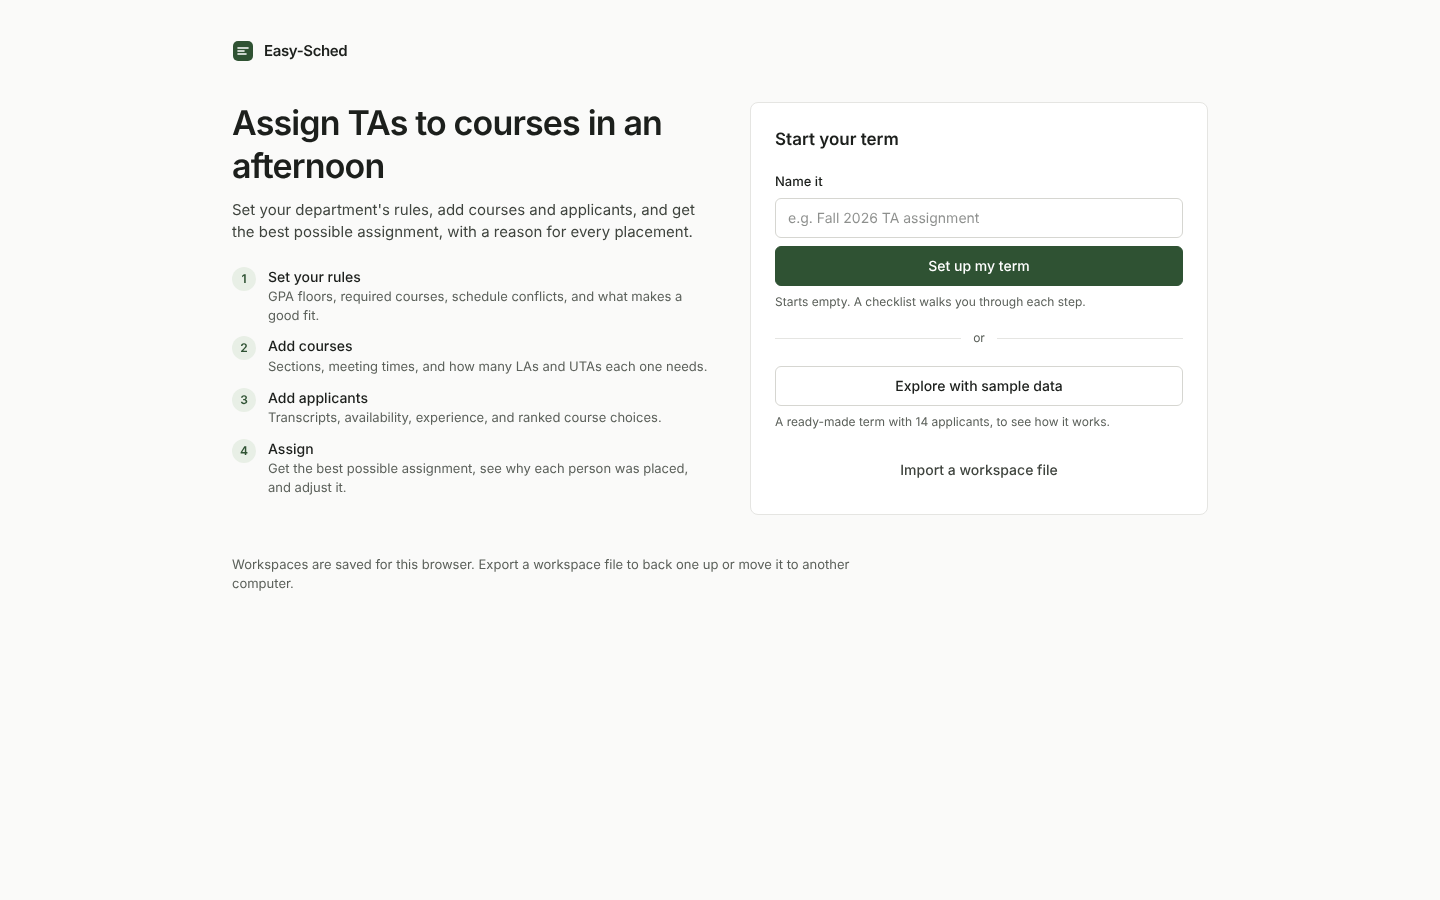 Easy-Sched
Assign TAs to courses in an
afternoon
Set your department's rules, add courses and applicants, and get
the best possible assignment, with a reason for every placement.
1
Set your rules
GPA floors, required courses, schedule conflicts, and what makes a
good fit.
2
Add courses
Sections, meeting times, and how many LAs and UTAs each one needs.
3
Add applicants
Transcripts, availability, experience, and ranked course choices.
4
Assign
Get the best possible assignment, see why each person was placed,
and adjust it.
Start your term
Name it
e.g. Fall 2026 TA assignment
Set up my term
Starts empty. A checklist walks you through each step.
or
Explore with sample data
A ready-made term with 14 applicants, to see how it works.
Import a workspace file
Workspaces are saved for this browser. Export a workspace file to back one up or move it to another
computer.